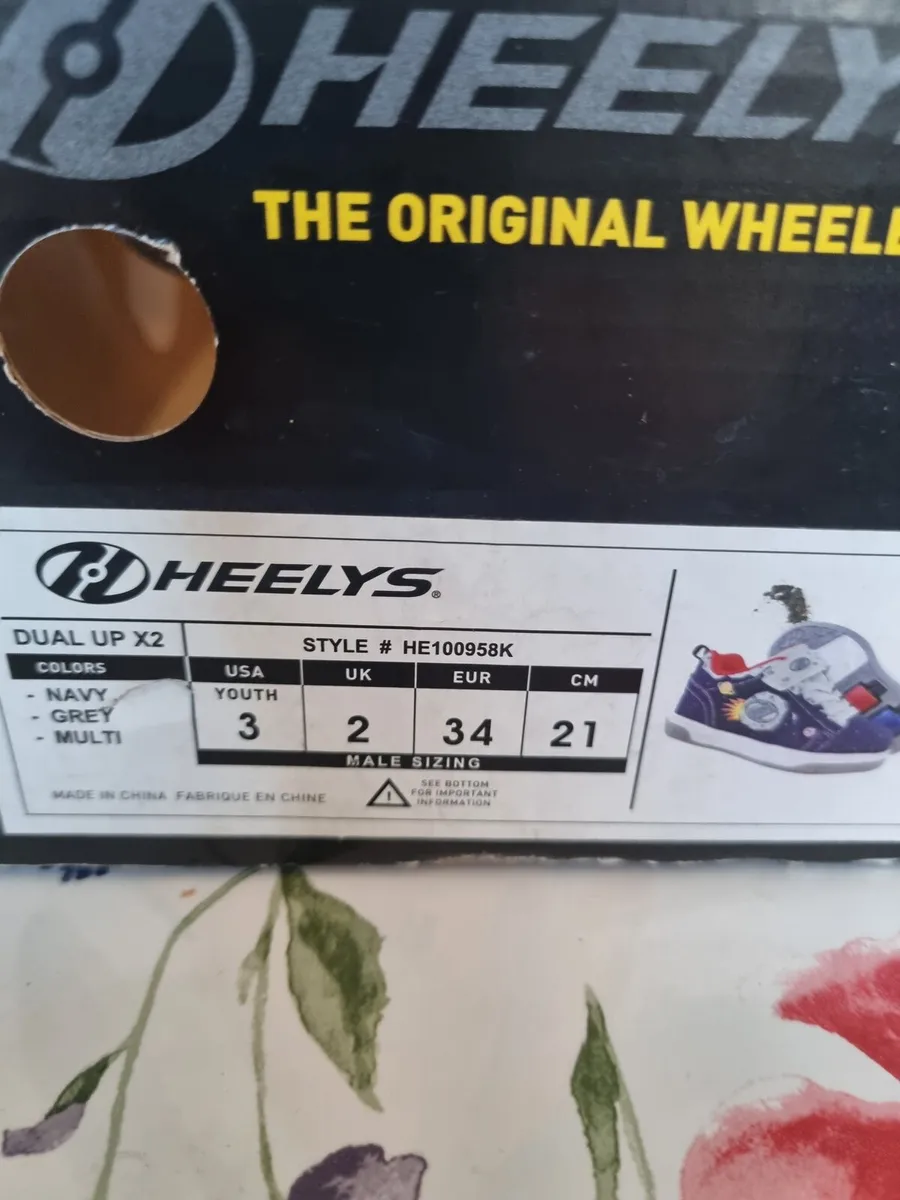 HEELY
THE ORIGINAL WHEEL
HEELYS®
DUAL UP X2
STYLE # HE100958K
COLORS
- NAVY
- GREY
- MULTI
USA UK EUR CM
YOUTH
3 2 34 21
MALE SIZING
MADE IN CHINA FABRIQUE EN CHINE
SEE BOTTOM
FOR IMPORTANT
INFORMATION